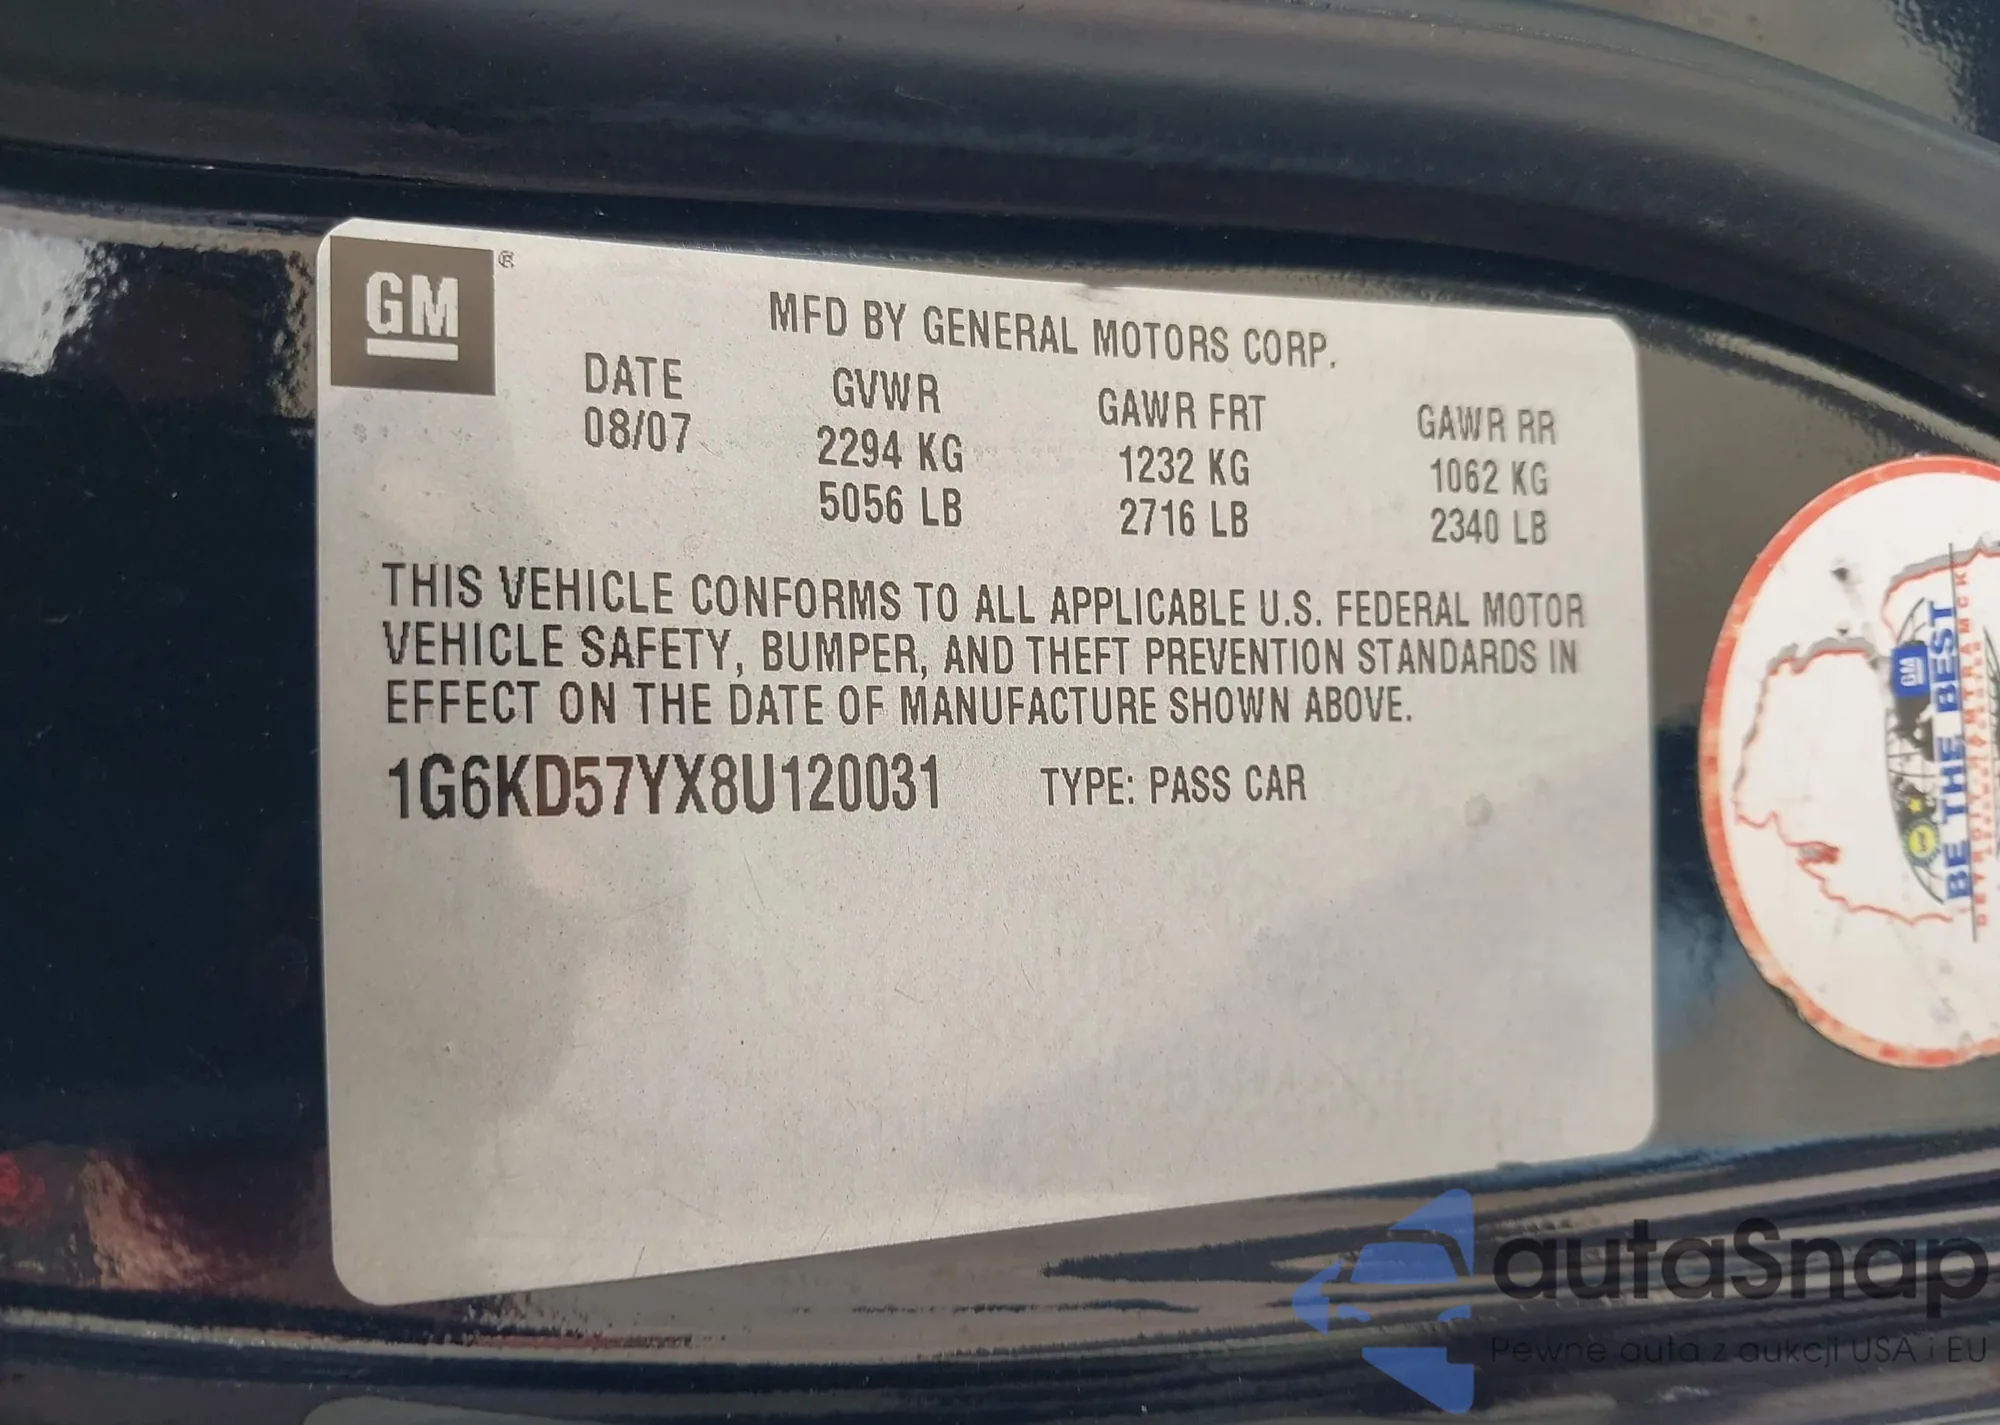 GM ®
MFD BY GENERAL MOTORS CORP.
DATE GVWR GAWR FRT GAWR RR
08/07 2294 KG 1232 KG 1062 KG
5056 LB 2716 LB 2340 LB
THIS VEHICLE CONFORMS TO ALL APPLICABLE U.S. FEDERAL MOTOR
VEHICLE SAFETY, BUMPER, AND THEFT PREVENTION STANDARDS IN
EFFECT ON THE DATE OF MANUFACTURE SHOWN ABOVE.
1G6KD57YX8U120031 TYPE: PASS CAR
GM
BE THE BEST
DETROIT HAMTRAMCK
autaSnap
Pewne auta z aukcji USA i EU